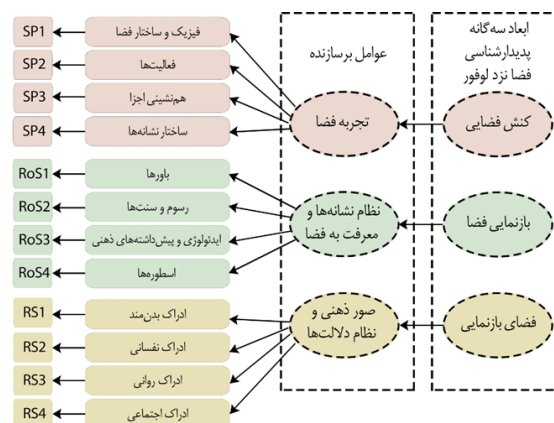 ابعاد سه‌گانه
پدیدارشناسی
فضا نزد لوفور
عوامل برسازنده
کنش فضایی
تجربه فضا
فیزیک و ساختار فضا
SP1
فعالیت‌ها
SP2
هم‌نشینی اجزا
SP3
ساختار نشانه‌ها
SP4
بازنمایی فضا
نظام نشانه‌ها و
معرفت به فضا
باورها
RoS1
رسوم و سنت‌ها
RoS2
ایدئولوژی و پیش‌داشته‌های ذهنی
RoS3
اسطوره‌ها
RoS4
فضای بازنمایی
صور ذهنی و
نظام دلالت‌ها
ادراک بدن‌مند
RS1
ادراک نفسانی
RS2
ادراک روانی
RS3
ادراک اجتماعی
RS4